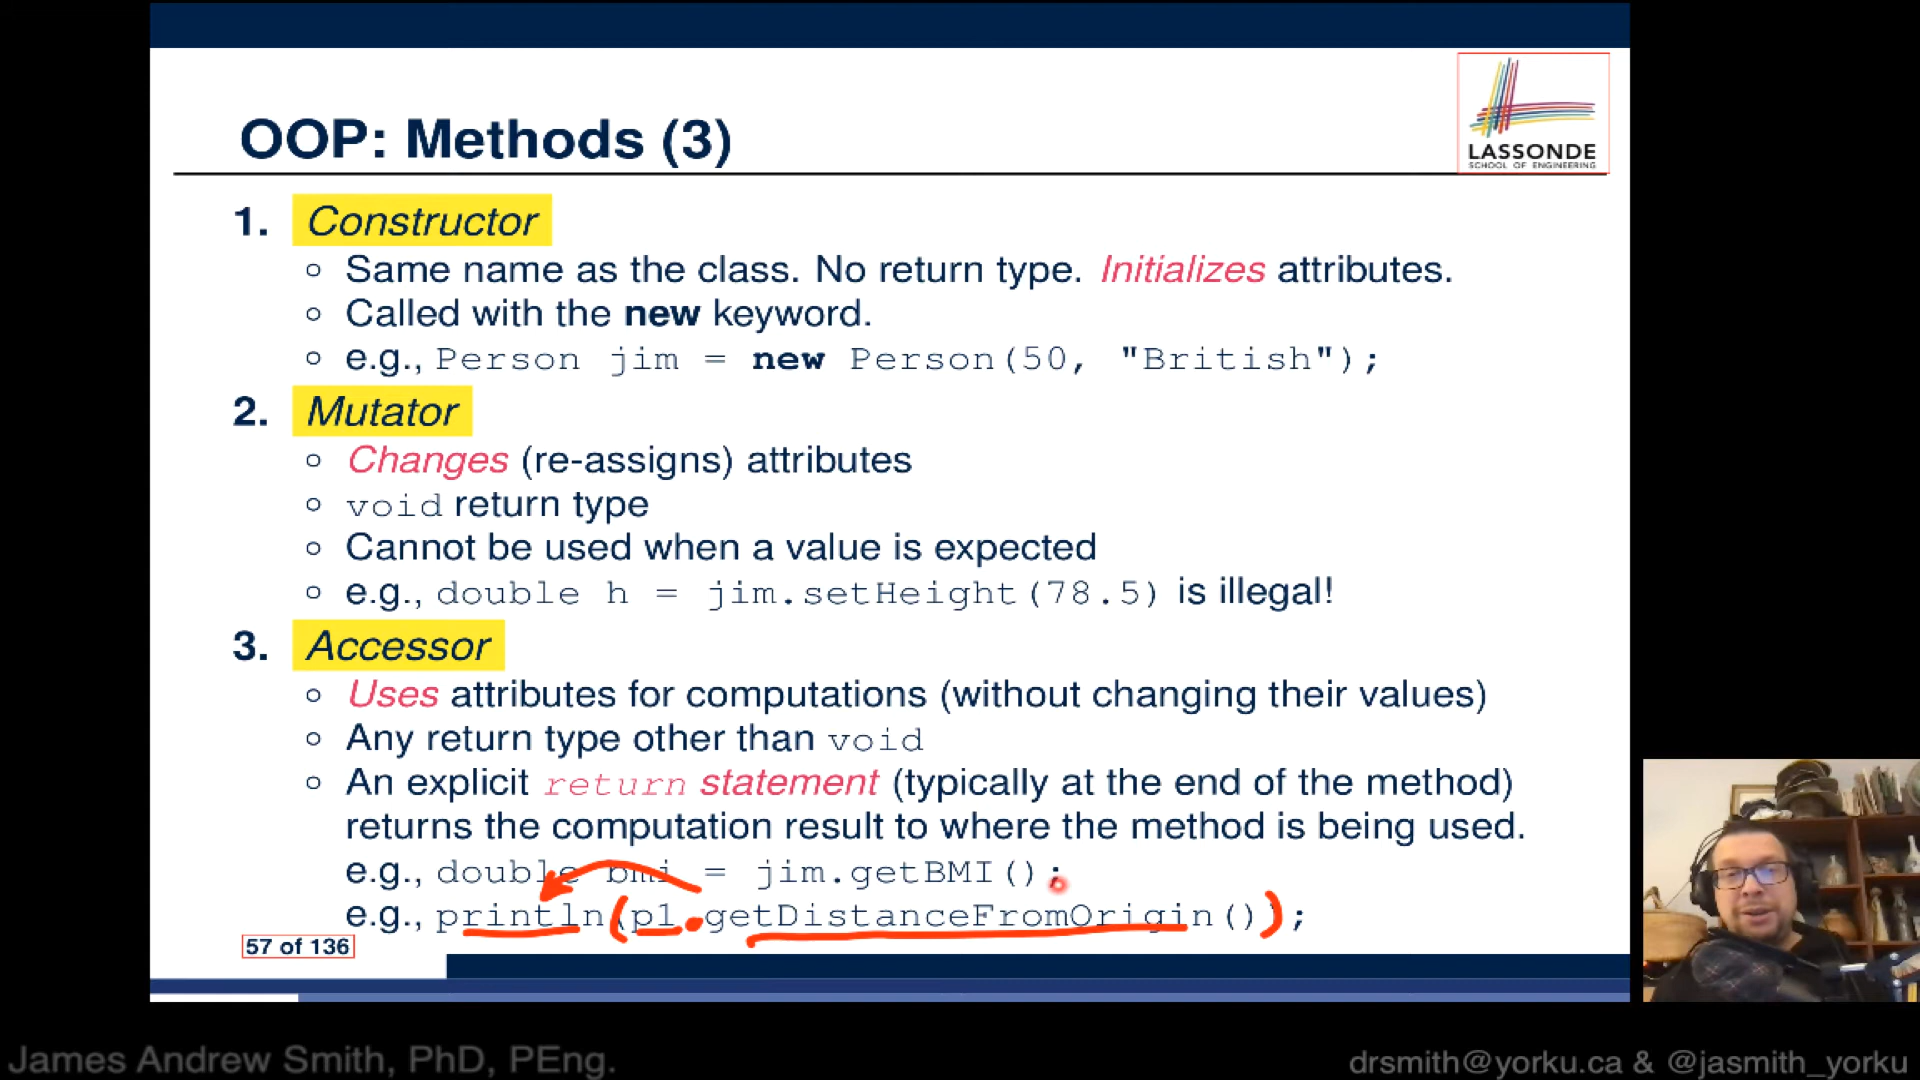 OOP: Methods (3)
LASSONDE
SCHOOL OF ENGINEERING
1. Constructor
Same name as the class. No return type. Initializes attributes.
Called with the new keyword.
e.g., Person jim = new Person(50, "British");
2. Mutator
Changes (re-assigns) attributes
void return type
Cannot be used when a value is expected
e.g., double h = jim.setHeight(78.5) is illegal!
3. Accessor
Uses attributes for computations (without changing their values)
Any return type other than void
An explicit return statement (typically at the end of the method)
returns the computation result to where the method is being used.
e.g., double bmi = jim.getBMI();
e.g., println(p1.getDistanceFromOrigin());
57 of 136
James Andrew Smith, PhD, PEng.
drsmith@yorku.ca & @jasmith_yorku